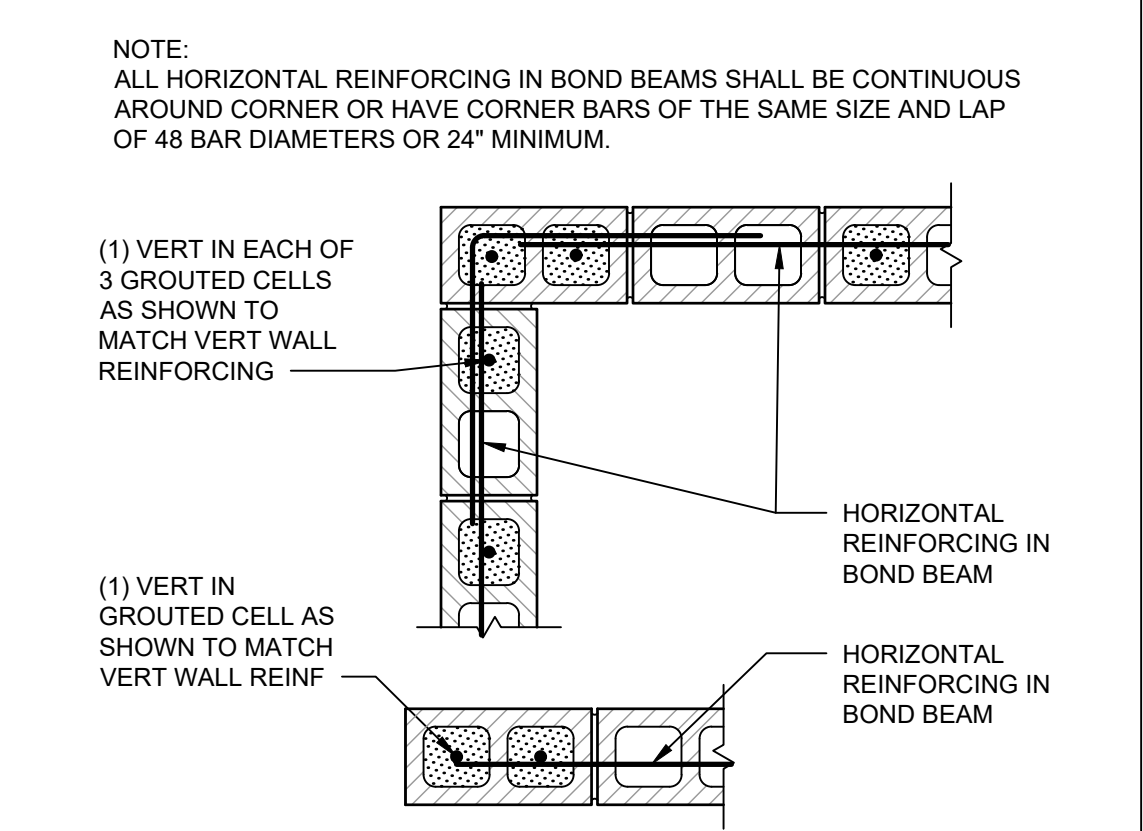 NOTE:
ALL HORIZONTAL REINFORCING IN BOND BEAMS SHALL BE CONTINUOUS
AROUND CORNER OR HAVE CORNER BARS OF THE SAME SIZE AND LAP
OF 48 BAR DIAMETERS OR 24" MINIMUM.
(1) VERT IN EACH OF
3 GROUTED CELLS
AS SHOWN TO
MATCH VERT WALL
REINFORCING
HORIZONTAL
REINFORCING IN
BOND BEAM
(1) VERT IN
GROUTED CELL AS
SHOWN TO MATCH
VERT WALL REINF
HORIZONTAL
REINFORCING IN
BOND BEAM